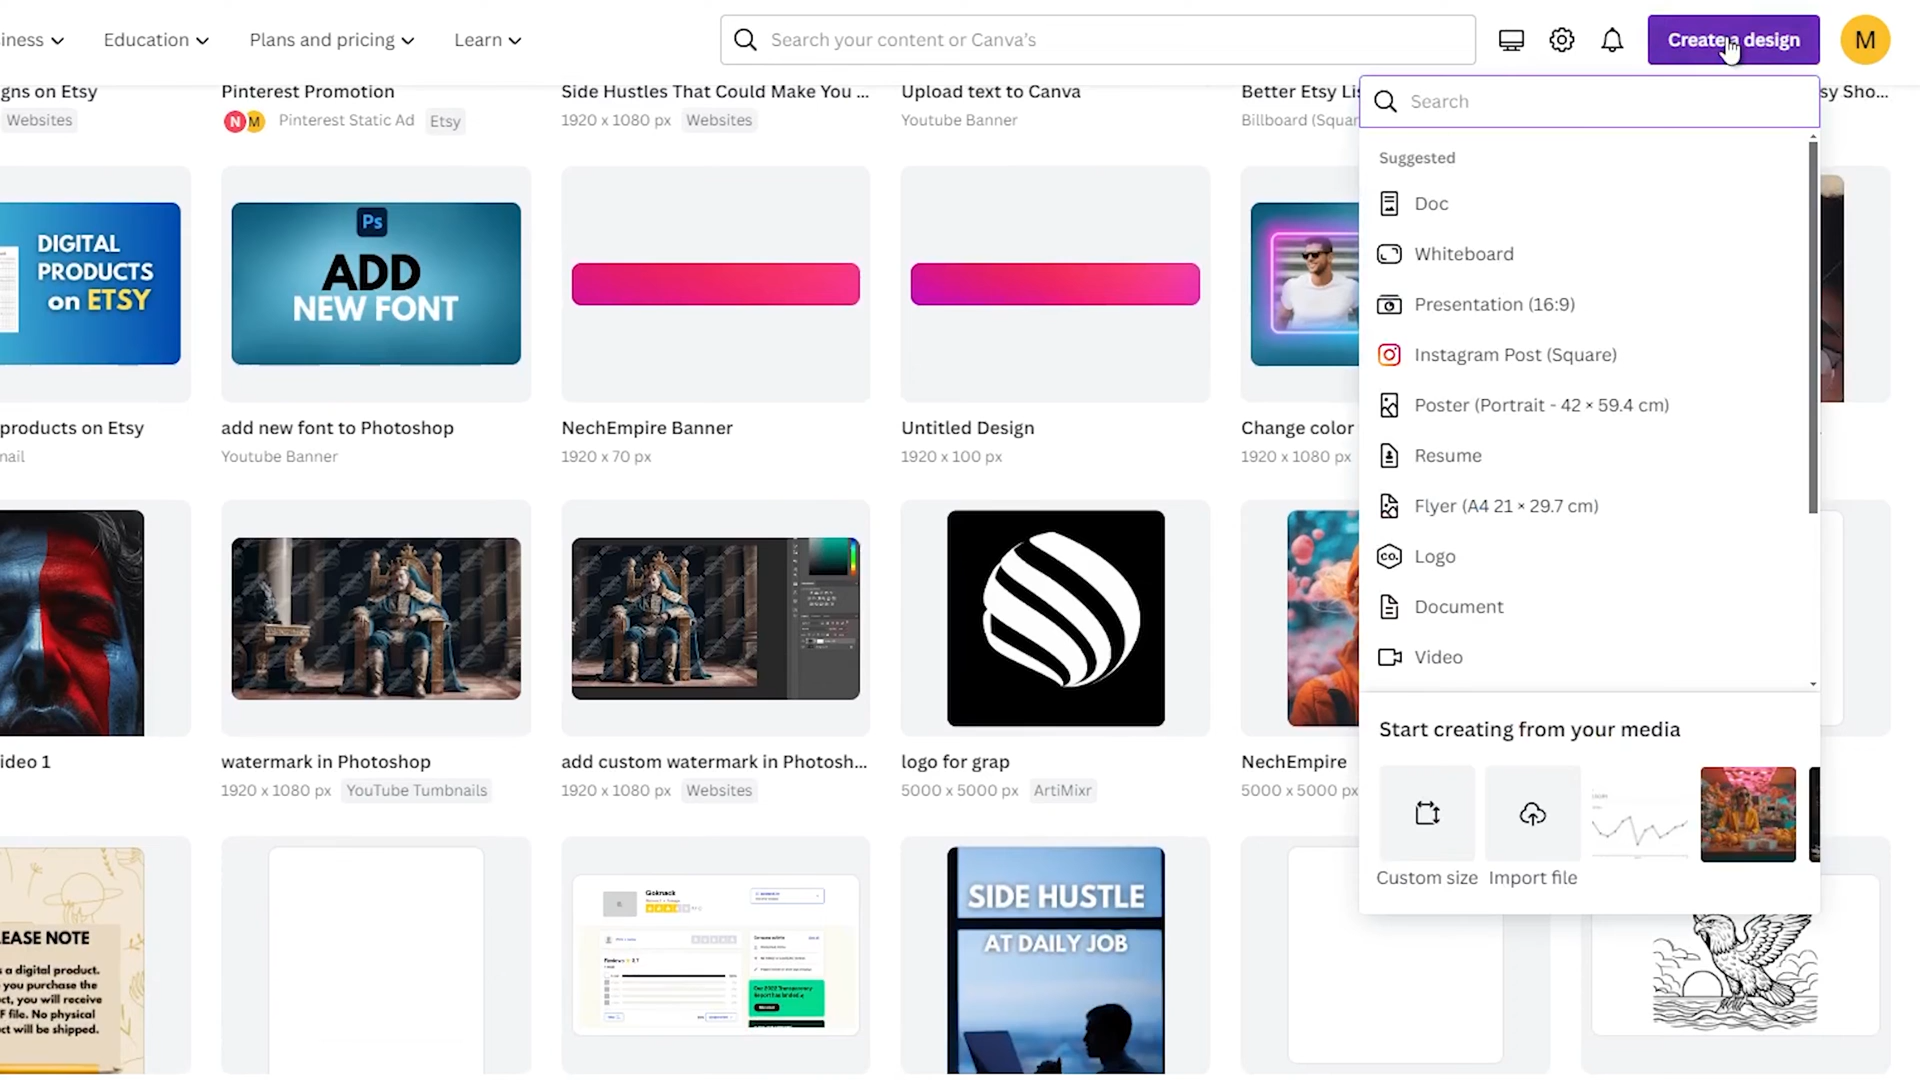 iness
Education
Plans and pricing
Learn
Search your content or Canva's
Create a design
M
gns on Etsy
Websites
Pinterest Promotion
N M
Pinterest Static Ad
Etsy
Side Hustles That Could Make You ...
1920 x 1080 px
Websites
Upload text to Canva
Youtube Banner
Better Etsy Lis
Billboard (Squar
sy Sho...
Search
Suggested
Doc
Whiteboard
Presentation (16:9)
Instagram Post (Square)
Poster (Portrait - 42 × 59.4 cm)
Resume
Flyer (A4 21 × 29.7 cm)
CO.
Logo
Document
Video
Start creating from your media
Custom size
Import file
DIGITAL
PRODUCTS
on ETSY
products on Etsy
nail
Ps
ADD
NEW FONT
add new font to Photoshop
Youtube Banner
NechEmpire Banner
1920 x 70 px
Untitled Design
1920 x 100 px
Change color
1920 x 1080 px
ideo 1
watermark in Photoshop
1920 x 1080 px
YouTube Tumbnails
add custom watermark in Photosh...
1920 x 1080 px
Websites
logo for grap
5000 x 5000 px
ArtiMixr
NechEmpire
5000 x 5000 px
EASE NOTE
s a digital product.
you purchase the
ct, you will receive
F file. No physical
ct will be shipped.
Goknack
SIDE HUSTLE
AT DAILY JOB